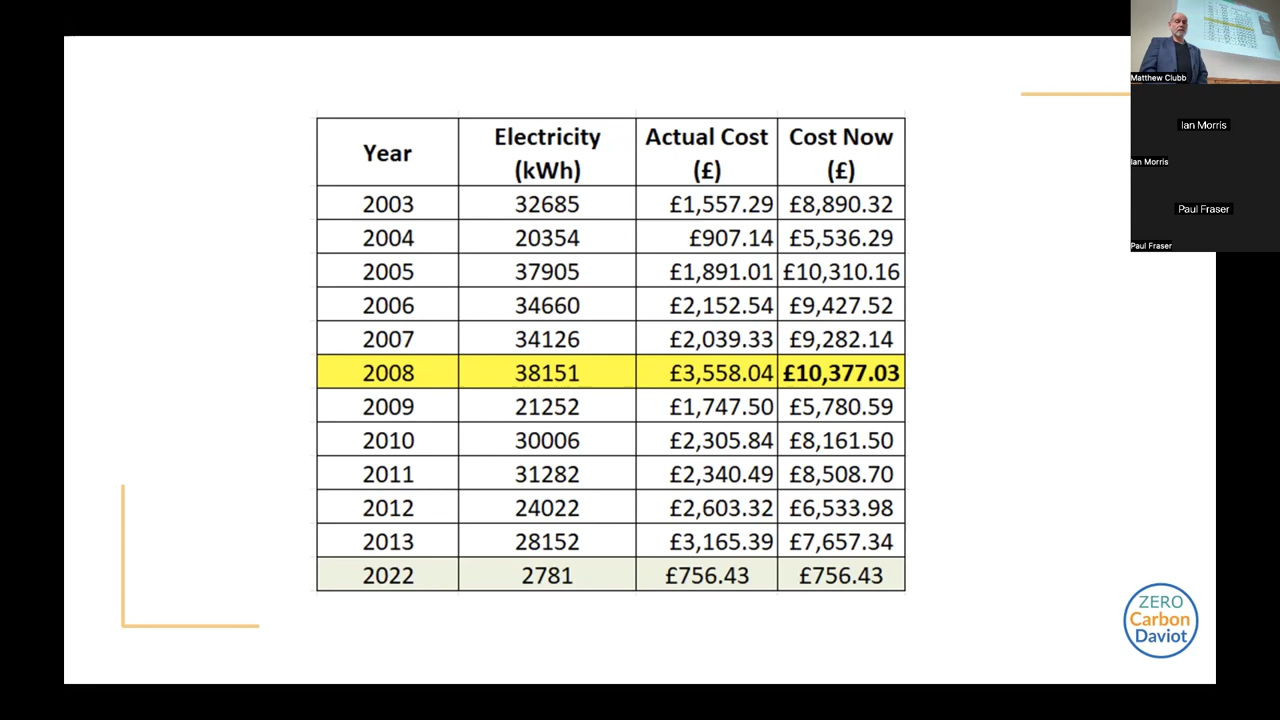 Year Electricity (kWh) Actual Cost (£) Cost Now (£)
2003 32685 £1,557.29 £8,890.32
2004 20354 £907.14 £5,536.29
2005 37905 £1,891.01 £10,310.16
2006 34660 £2,152.54 £9,427.52
2007 34126 £2,039.33 £9,282.14
2008 38151 £3,558.04 £10,377.03
2009 21252 £1,747.50 £5,780.59
2010 30006 £2,305.84 £8,161.50
2011 31282 £2,340.49 £8,508.70
2012 24022 £2,603.32 £6,533.98
2013 28152 £3,165.39 £7,657.34
2022 2781 £756.43 £756.43
ZERO
Carbon
Daviot
Matthew Clubb
Ian Morris
Ian Morris
Paul Fraser
Paul Fraser